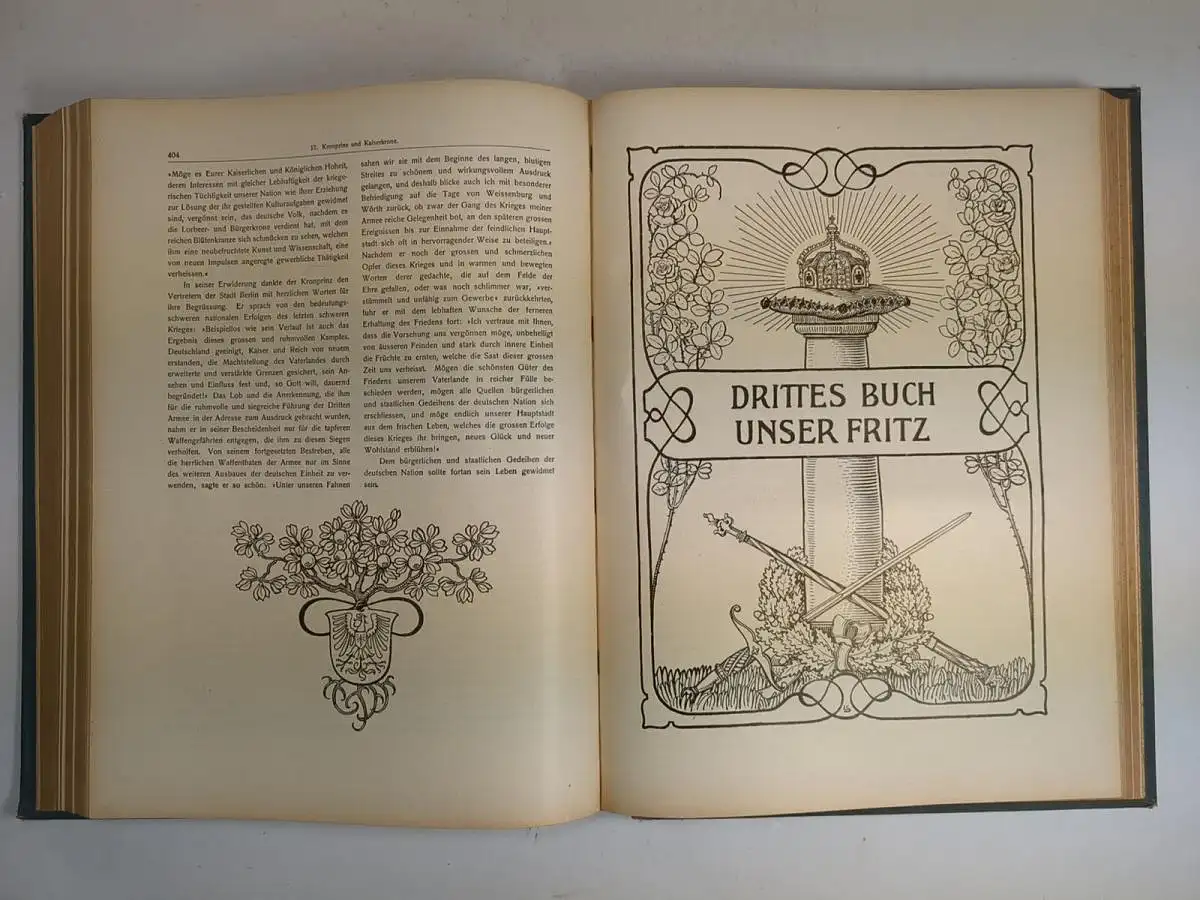 404
17. Kronprinz und Kaiserkrone.
»Möge es Eurer Kaiserlichen und Königlichen Hoheit,
deren Interessen mit gleicher Lebhaftigkeit der kriege-
rischen Tüchtigkeit unserer Nation wie ihrer Erziehung
zur Lösung der ihr gestellten Kulturaufgaben gewidmet
sind, vergönnt sein, das deutsche Volk, nachdem es
die Lorbeer- und Bürgerkrone verdient hat, mit dem
reichen Blütenkranze sich schmücken zu sehen, welchen
ihm eine neubefruchtete Kunst und Wissenschaft, eine
von neuen Impulsen angeregte gewerbliche Thätigkeit
verheissen.«
In seiner Erwiderung dankte der Kronprinz den
Vertretern der Stadt Berlin mit herzlichen Worten für
ihre Begrüssung. Er sprach von den bedeutungs-
schweren nationalen Erfolgen des letzten schweren
Krieges: »Beispiellos wie sein Verlauf ist auch das
Ergebnis dieses grossen und ruhmvollen Kampfes.
Deutschland geeinigt, Kaiser und Reich von neuem
erstanden, die Machtstellung des Vaterlandes durch
erweiterte und verstärkte Grenzen gesichert, sein An-
sehen und Einfluss fest und, so Gott will, dauernd
begründet!« Das Lob und die Anerkennung, die ihm
für die ruhmvolle und siegreiche Führung der Dritten
Armee in der Adresse zum Ausdruck gebracht wurden,
nahm er in seiner Bescheidenheit nur für die tapferen
Waffengefährten entgegen, die ihm zu diesen Siegen
verholfen. Von seinem fortgesetzten Bestreben, alle
die herrlichen Waffenthaten der Armee nur im Sinne
des weiteren Ausbaues der deutschen Einheit zu ver-
wenden, sagte er so schön: »Unter unseren Fahnen
sahen wir sie mit dem Beginne des langen, blutigen
Streites zu schönem und wirkungsvollem Ausdruck
gelangen, und deshalb blicke auch ich mit besonderer
Befriedigung auf die Tage von Weissenburg und
Wörth zurück, ob zwar der Gang des Krieges meiner
Armee reiche Gelegenheit bot, an den späteren grossen
Ereignissen bis zur Einnahme der feindlichen Haupt-
stadt sich oft in hervorragender Weise zu beteiligen.«
Nachdem er noch der grossen und schmerzlichen
Opfer dieses Krieges und in warmen und bewegten
Worten derer gedachte, die auf dem Felde der
Ehre gefallen, oder was noch schlimmer war, »ver-
stümmelt und unfähig zum Gewerbe« zurückkehrten,
fuhr er mit dem lebhaften Wunsche der ferneren
Erhaltung des Friedens fort: »Ich vertraue mit Ihnen,
dass die Vorsehung uns vergönnen möge, unbehelligt
von äusseren Feinden und stark durch innere Einheit
die Früchte zu ernten, welche die Saat dieser grossen
Zeit uns verheisst. Mögen die schönsten Güter des
Friedens unserem Vaterlande in reicher Fülle be-
schieden werden, mögen alle Quellen bürgerlichen
und staatlichen Gedeihens der deutschen Nation sich
erschliessen, und möge endlich unserer Hauptstadt
aus dem frischen Leben, welches die grossen Erfolge
dieses Krieges ihr bringen, neues Glück und neuer
Wohlstand erblühen!«
Dem bürgerlichen und staatlichen Gedeihen der
deutschen Nation sollte fortan sein Leben gewidmet
sein.
DRITTES BUCH
UNSER FRITZ